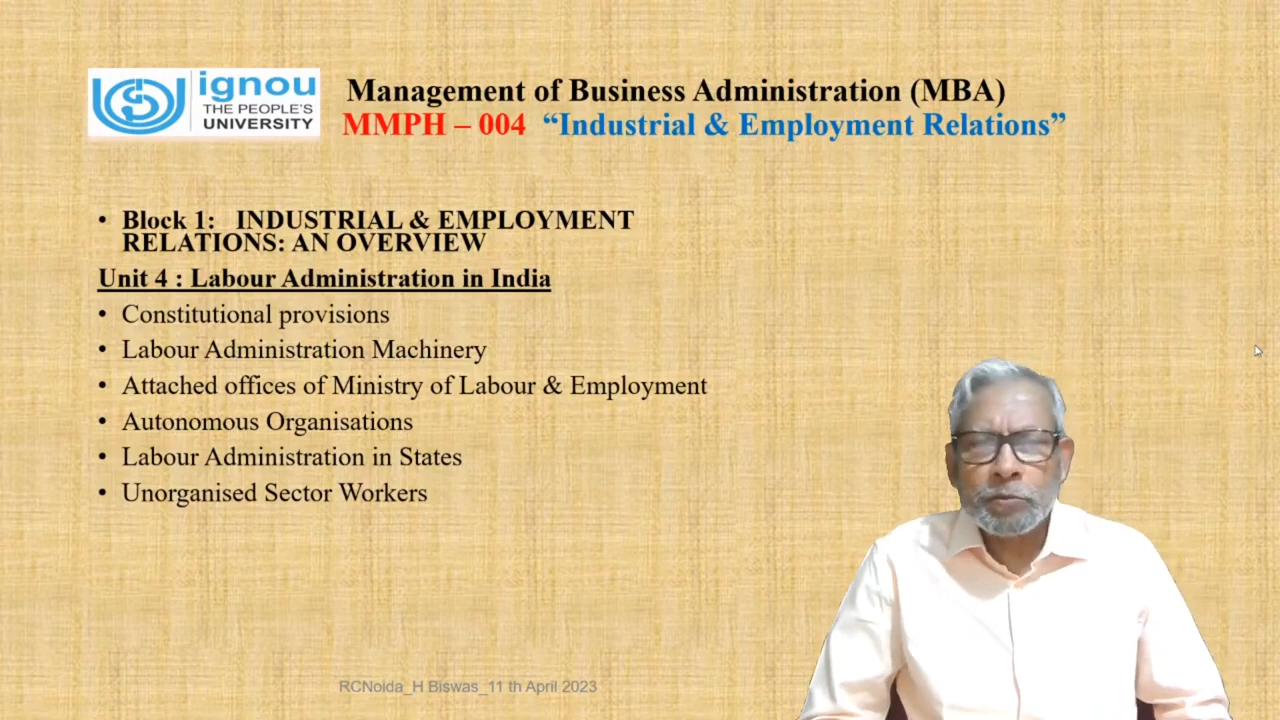 ignou
THE PEOPLE'S
UNIVERSITY
Management of Business Administration (MBA)
MMPH – 004 “Industrial & Employment Relations”
• Block 1: INDUSTRIAL & EMPLOYMENT
RELATIONS: AN OVERVIEW
Unit 4 : Labour Administration in India
• Constitutional provisions
• Labour Administration Machinery
• Attached offices of Ministry of Labour & Employment
• Autonomous Organisations
• Labour Administration in States
• Unorganised Sector Workers
RCNoida_H Biswas_11 th April 2023